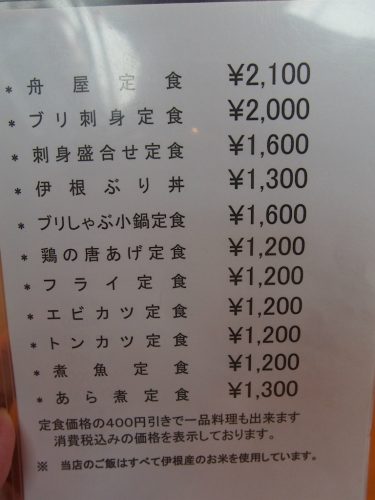 * 舟屋定食 ¥2,100
* ブリ刺身定食 ¥2,000
* 刺身盛合せ定食 ¥1,600
* 伊根ぶり丼 ¥1,300
* ブリしゃぶ小鍋定食 ¥1,600
* 鶏の唐あげ定食 ¥1,200
* フライ定食 ¥1,200
* エビカツ定食 ¥1,200
* トンカツ定食 ¥1,200
* 煮魚定食 ¥1,200
* あら煮定食 ¥1,300
定食価格の400円引きで一品料理も出来ます
消費税込みの価格を表示しております。
※ 当店のご飯はすべて伊根産のお米を使用しています。